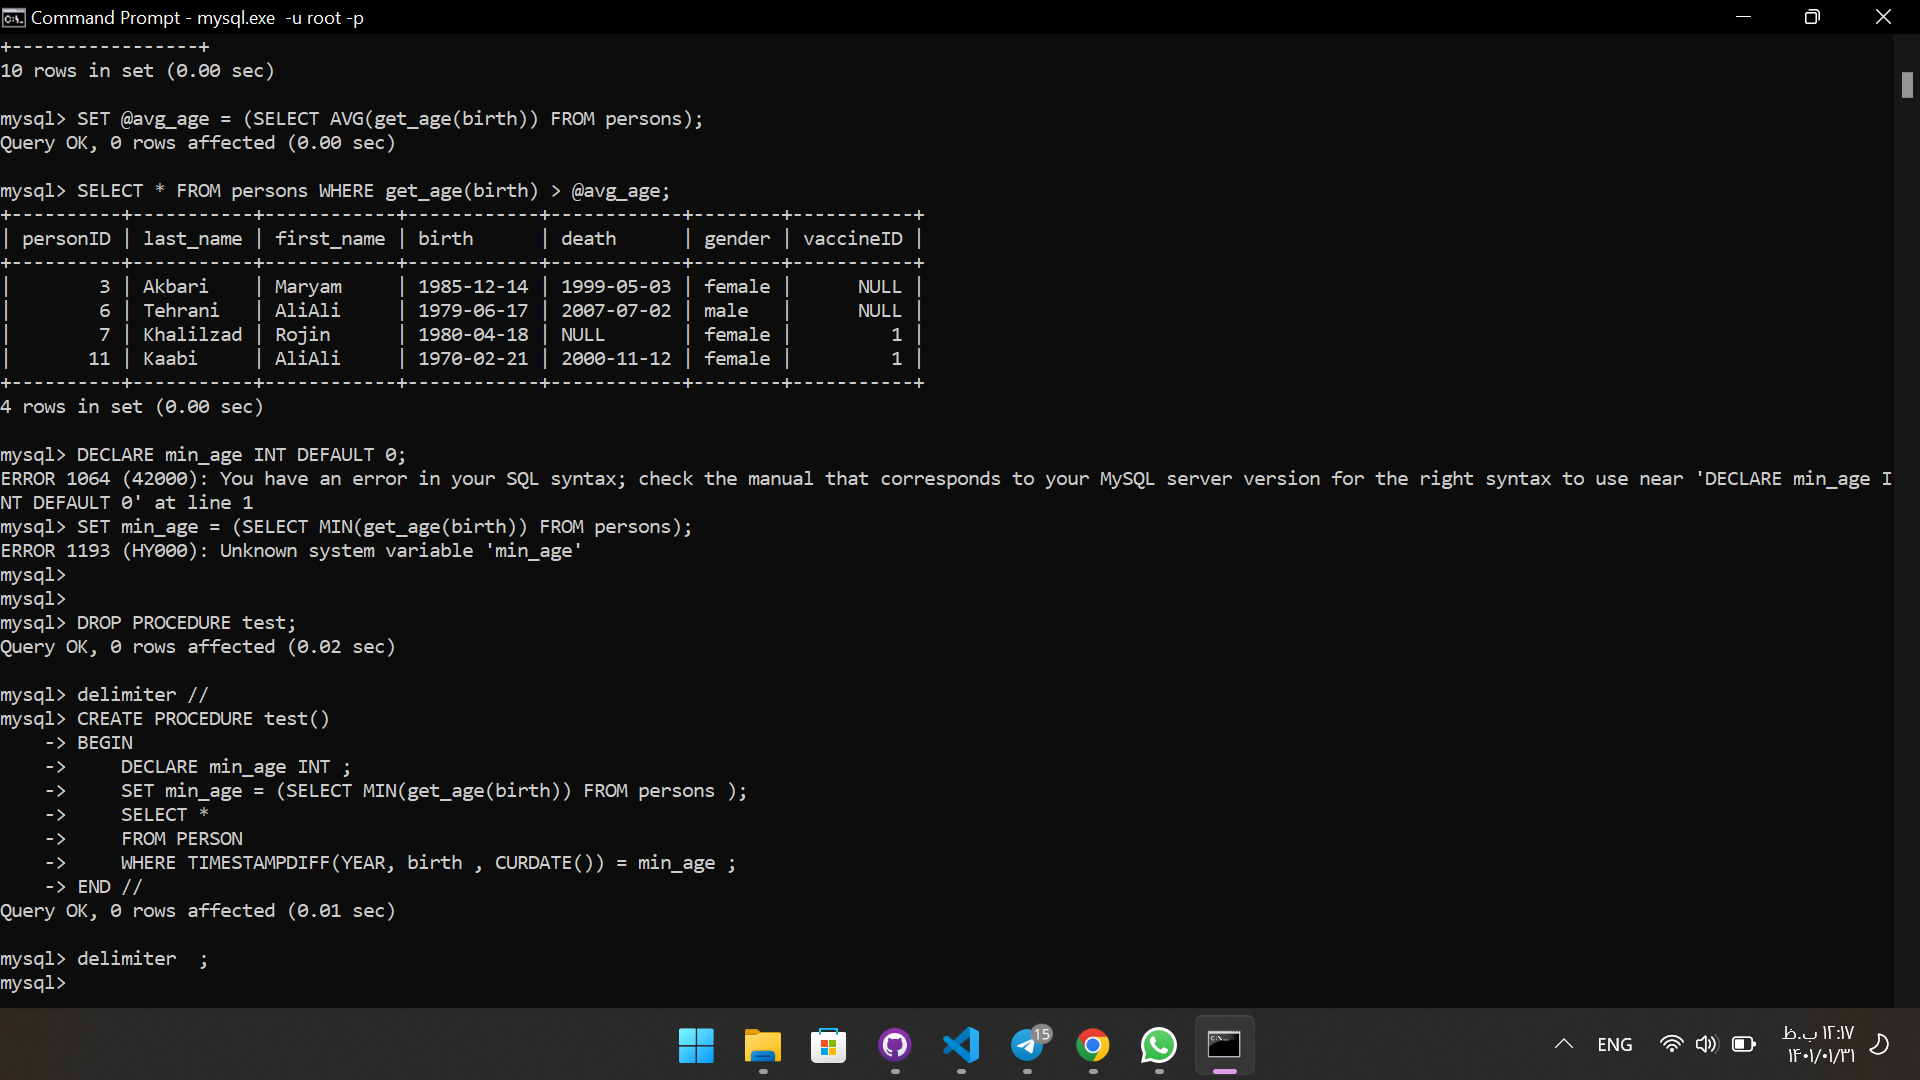 Command Prompt - mysql.exe  -u root -p
+-----------------+
10 rows in set (0.00 sec)
mysql> SET @avg_age = (SELECT AVG(get_age(birth)) FROM persons);
Query OK, 0 rows affected (0.00 sec)
mysql> SELECT * FROM persons WHERE get_age(birth) > @avg_age;
+----------+-----------+------------+------------+------------+--------+-----------+
| personID | last_name | first_name | birth      | death      | gender | vaccineID |
+----------+-----------+------------+------------+------------+--------+-----------+
|        3 | Akbari    | Maryam     | 1985-12-14 | 1999-05-03 | female |      NULL |
|        6 | Tehrani   | AliAli     | 1979-06-17 | 2007-07-02 | male   |      NULL |
|        7 | Khalilzad | Rojin      | 1980-04-18 | NULL       | female |         1 |
|       11 | Kaabi     | AliAli     | 1970-02-21 | 2000-11-12 | female |         1 |
+----------+-----------+------------+------------+------------+--------+-----------+
4 rows in set (0.00 sec)
mysql> DECLARE min_age INT DEFAULT 0;
ERROR 1064 (42000): You have an error in your SQL syntax; check the manual that corresponds to your MySQL server version for the right syntax to use near 'DECLARE min_age I
NT DEFAULT 0' at line 1
mysql> SET min_age = (SELECT MIN(get_age(birth)) FROM persons);
ERROR 1193 (HY000): Unknown system variable 'min_age'
mysql>
mysql>
mysql> DROP PROCEDURE test;
Query OK, 0 rows affected (0.02 sec)
mysql> delimiter //
mysql> CREATE PROCEDURE test()
    -> BEGIN
    ->     DECLARE min_age INT ;
    ->     SET min_age = (SELECT MIN(get_age(birth)) FROM persons );
    ->     SELECT *
    ->     FROM PERSON
    ->     WHERE TIMESTAMPDIFF(YEAR, birth , CURDATE()) = min_age ;
    -> END //
Query OK, 0 rows affected (0.01 sec)
mysql> delimiter  ;
mysql>
15
ENG
۱۲:۱۷ ب.ظ
۱۴۰۱/۰۱/۳۱